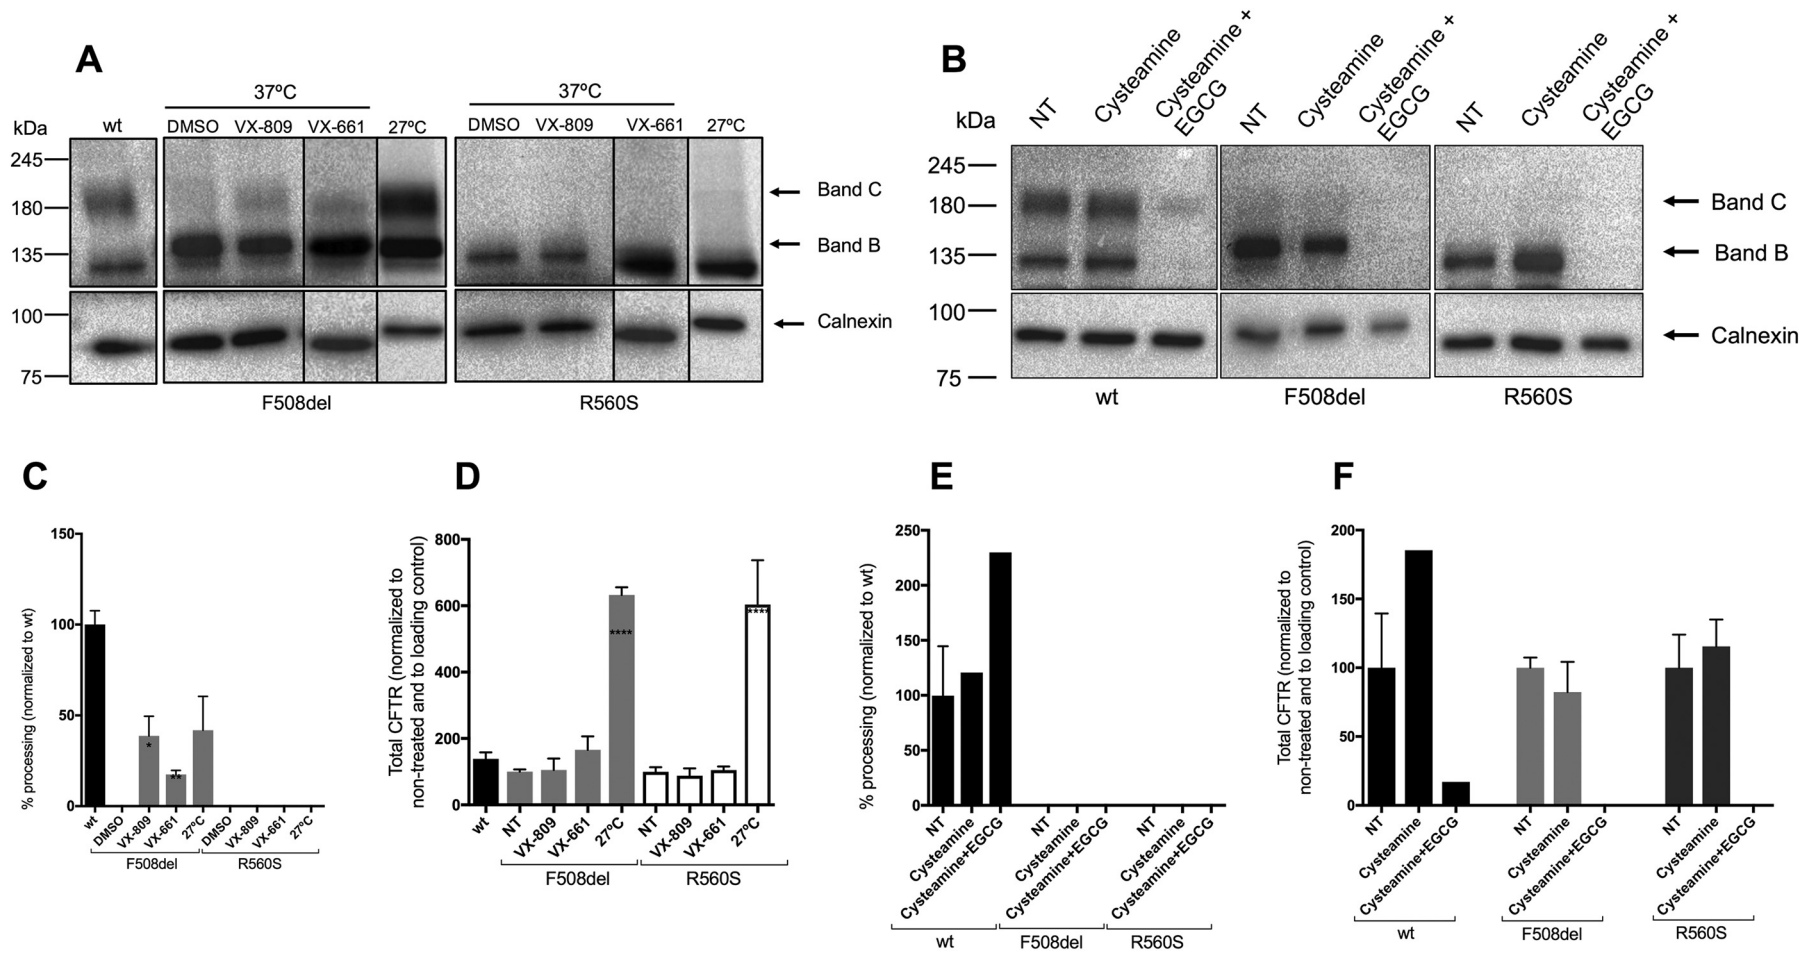 A
37ºC
37ºC
kDa
wt
DMSO
VX-809
VX-661
27ºC
DMSO
VX-809
VX-661
27ºC
245
180
135
100
75
Band C
Band B
Calnexin
F508del
R560S
B
kDa
NT
Cysteamine
Cysteamine +
EGCG
NT
Cysteamine
Cysteamine +
EGCG
NT
Cysteamine
Cysteamine +
EGCG
245
180
135
100
75
Band C
Band B
Calnexin
wt
F508del
R560S
C
% processing (normalized to wt)
150
100
50
0
wt
DMSO
VX-809
VX-661
27ºC
DMSO
VX-809
VX-661
27ºC
*
**
F508del
R560S
D
Total CFTR (normalized to
non-treated and to loading control)
800
600
400
200
0
****
****
wt
NT
VX-809
VX-661
27ºC
NT
VX-809
VX-661
27ºC
F508del
R560S
E
% processing (normalized to wt)
250
200
150
100
50
0
NT
Cysteamine
Cysteamine+EGCG
NT
Cysteamine
Cysteamine+EGCG
NT
Cysteamine
Cysteamine+EGCG
wt
F508del
R560S
F
Total CFTR (normalized to
non-treated and to loading control)
200
150
100
50
0
NT
Cysteamine
Cysteamine+EGCG
NT
Cysteamine
Cysteamine+EGCG
NT
Cysteamine
Cysteamine+EGCG
wt
F508del
R560S